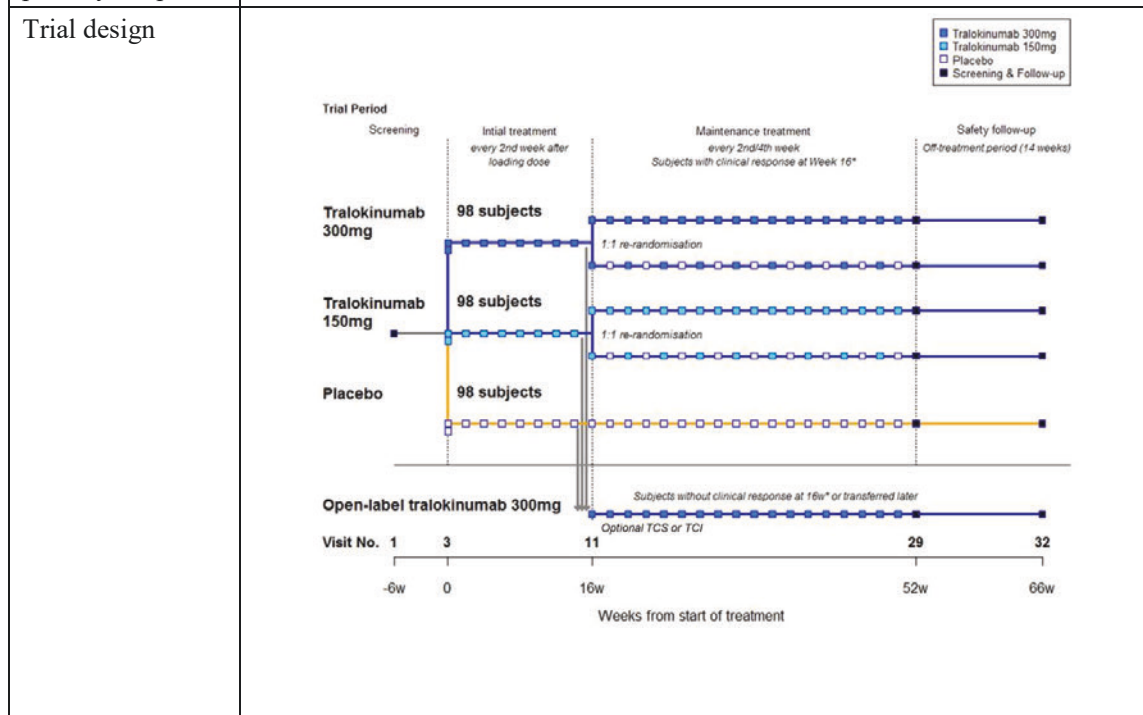 Trial design
Tralokinumab 300mg
Tralokinumab 150mg
Placebo
Screening & Follow-up
Trial Period
Screening
Intial treatment
every 2nd week after
loading dose
Maintenance treatment
every 2nd/4th week
Subjects with clinical response at Week 16*
Safety follow-up
Off-treatment period (14 weeks)
Tralokinumab
300mg
98 subjects
1:1 re-randomisation
Tralokinumab
150mg
98 subjects
1:1 re-randomisation
Placebo
98 subjects
Open-label tralokinumab 300mg
Subjects without clinical response at 16w* or transferred later
Optional TCS or TCI
Visit No. 1 3 11 29 32
-6w 0 16w 52w 66w
Weeks from start of treatment